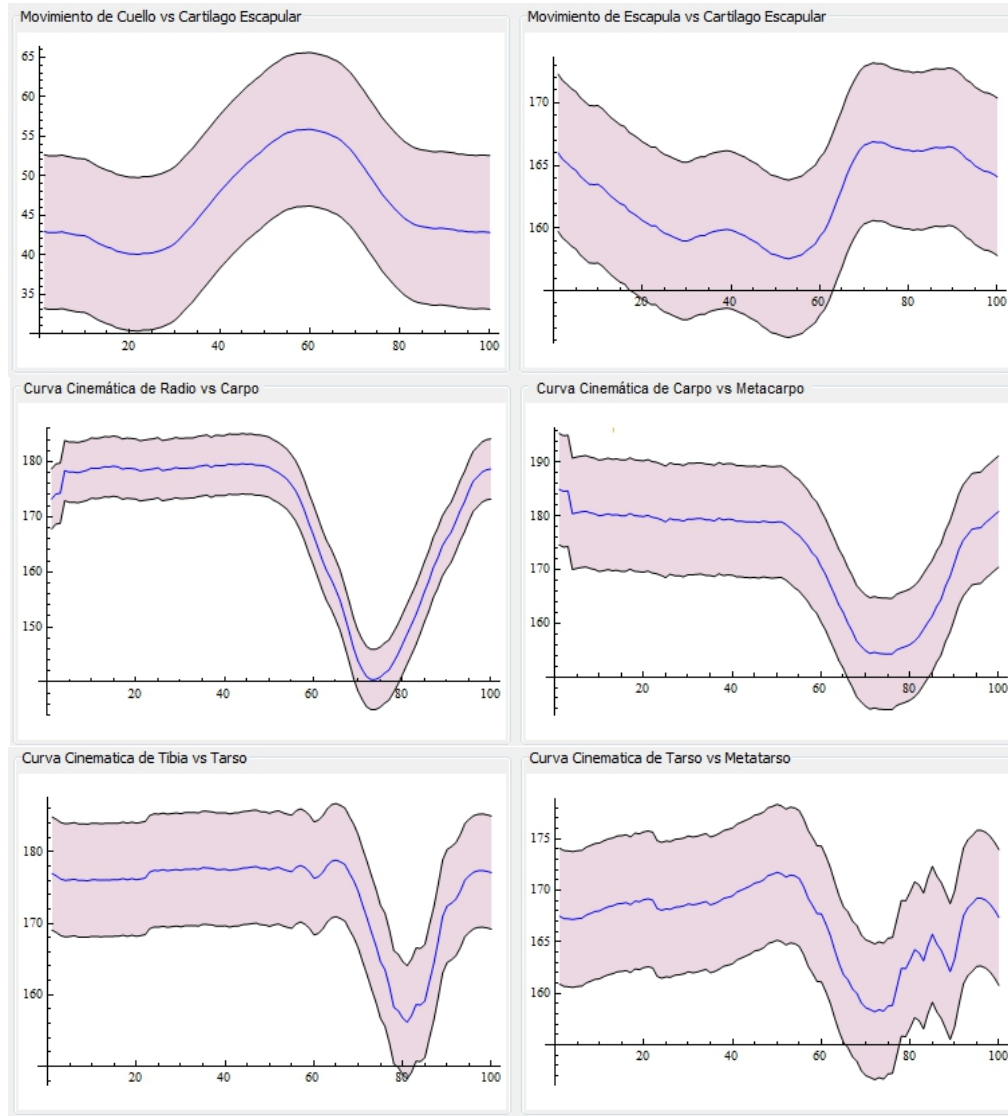 Movimiento de Cuello vs Cartilago Escapular
65
60
55
50
45
40
35
20 40 60 80 100
Movimiento de Escapula vs Cartilago Escapular
170
165
160
20 40 60 80 100
Curva Cinemática de Radio vs Carpo
180
170
160
150
20 40 60 80 100
Curva Cinemática de Carpo vs Metacarpo
190
180
170
160
20 40 60 80 100
Curva Cinematica de Tibia vs Tarso
180
170
160
20 40 60 80 100
Curva Cinematica de Tarso vs Metatarso
175
170
165
160
20 40 60 80 100